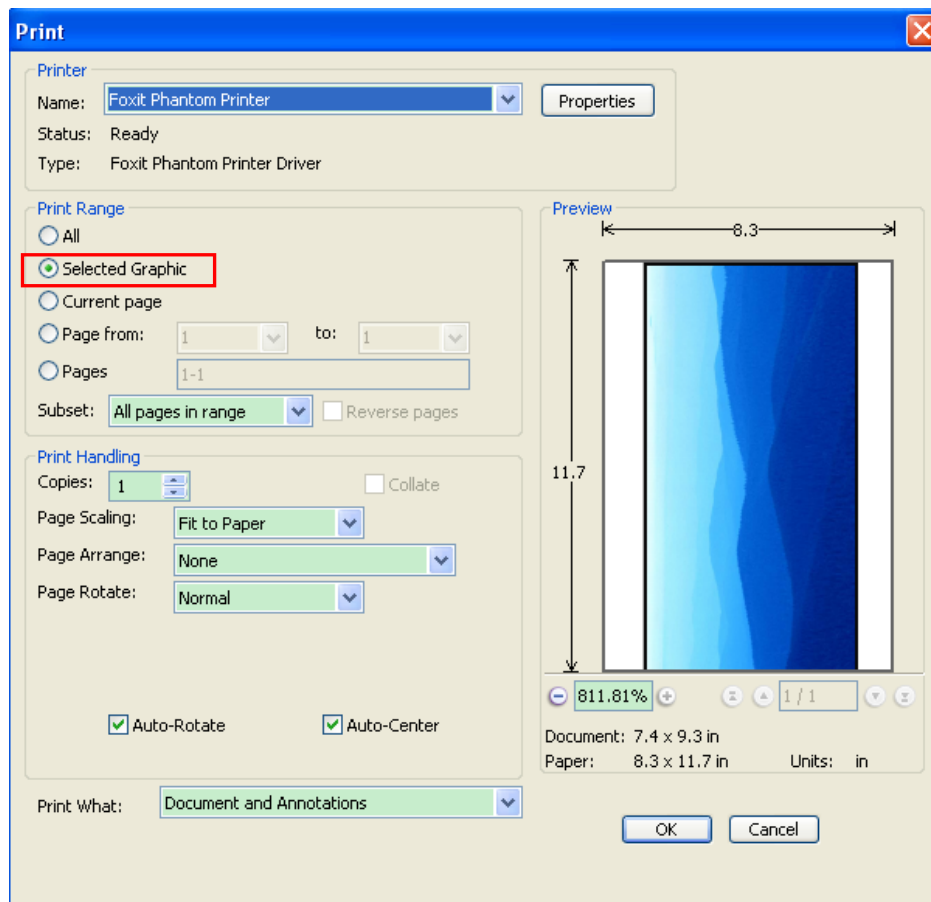 Print
Printer
Name: Foxit Phantom Printer Properties
Status: Ready
Type: Foxit Phantom Printer Driver
Print Range
All
Selected Graphic
Current page
Page from: 1 to: 1
Pages 1-1
Subset: All pages in range Reverse pages
Print Handling
Copies: 1 Collate
Page Scaling: Fit to Paper
Page Arrange: None
Page Rotate: Normal
Auto-Rotate Auto-Center
Print What: Document and Annotations
Preview
8.3
11.7
811.81% 1 / 1
Document: 7.4 x 9.3 in
Paper: 8.3 x 11.7 in Units: in
OK Cancel